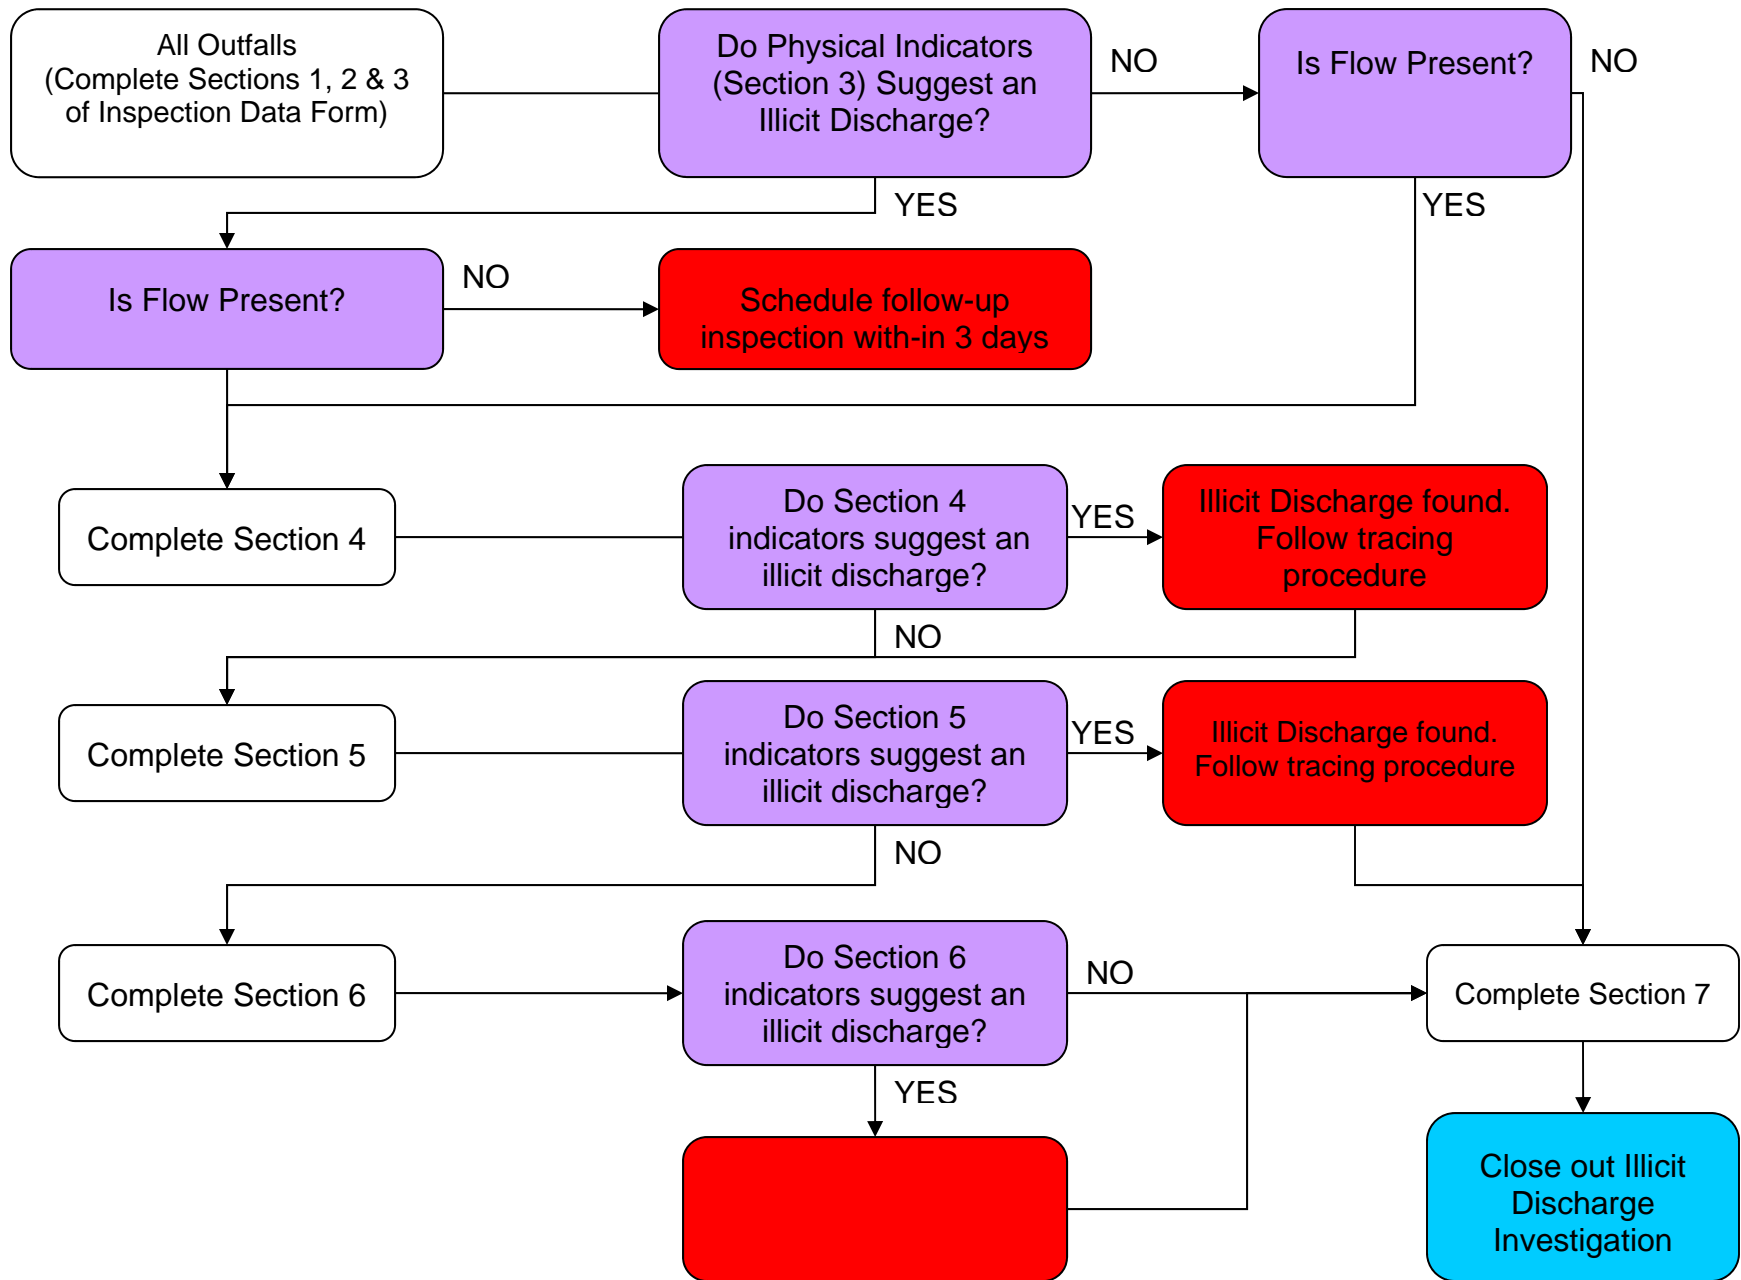 All Outfalls
(Complete Sections 1, 2 & 3
of Inspection Data Form)
Do Physical Indicators
(Section 3) Suggest an
Illicit Discharge?
NO
Is Flow Present?
NO
YES
YES
Is Flow Present?
NO
Schedule follow-up
inspection with-in 3 days
Complete Section 4
Do Section 4
indicators suggest an
illicit discharge?
YES
Illicit Discharge found.
Follow tracing
procedure
NO
Complete Section 5
Do Section 5
indicators suggest an
illicit discharge?
YES
Illicit Discharge found.
Follow tracing procedure
NO
Complete Section 6
Do Section 6
indicators suggest an
illicit discharge?
NO
Complete Section 7
YES
Close out Illicit
Discharge
Investigation